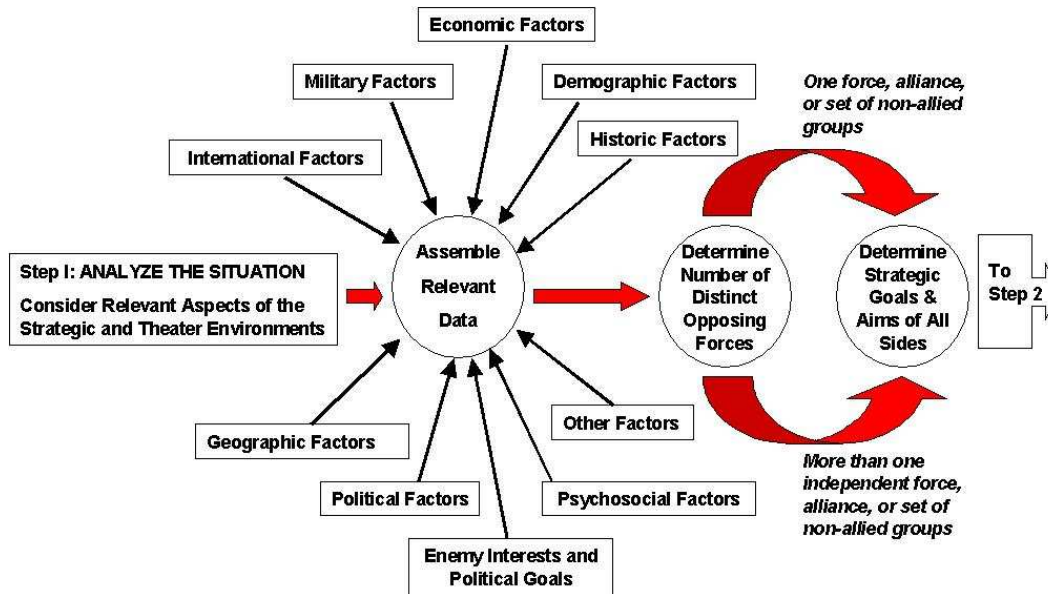 Economic Factors
Military Factors
Demographic Factors
One force, alliance,
or set of non-allied
groups
International Factors
Historic Factors
Step I: ANALYZE THE SITUATION
Consider Relevant Aspects of the
Strategic and Theater Environments
Assemble
Relevant
Data
Determine
Number of
Distinct
Opposing
Forces
Determine
Strategic
Goals &
Aims of All
Sides
To
Step 2
Geographic Factors
Other Factors
Political Factors
Psychosocial Factors
Enemy Interests and
Political Goals
More than one
independent force,
alliance, or set of
non-allied groups